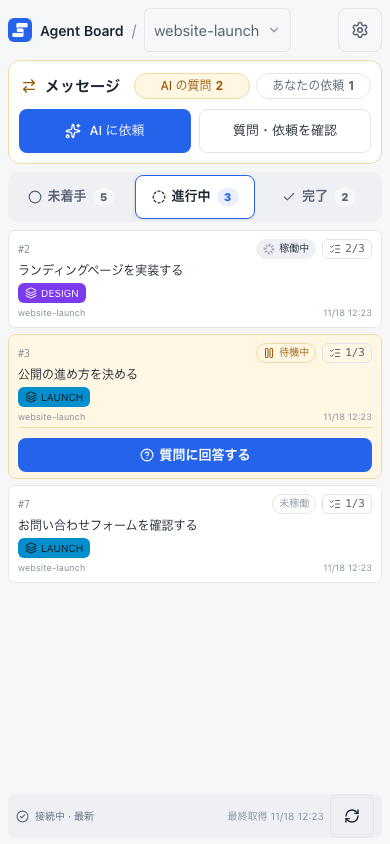 Agent Board / website-launch
メッセージ AI の質問 2 あなたの依頼 1
AI に依頼 質問・依頼を確認
未着手 5 進行中 3 完了 2
#2 稼働中 2/3
ランディングページを実装する
DESIGN
website-launch 11/18 12:23
#3 待機中 1/3
公開の進め方を決める
LAUNCH
website-launch 11/18 12:23
質問に回答する
#7 未稼働 1/3
お問い合わせフォームを確認する
LAUNCH
website-launch 11/18 12:23
接続中・最新 最終取得 11/18 12:23